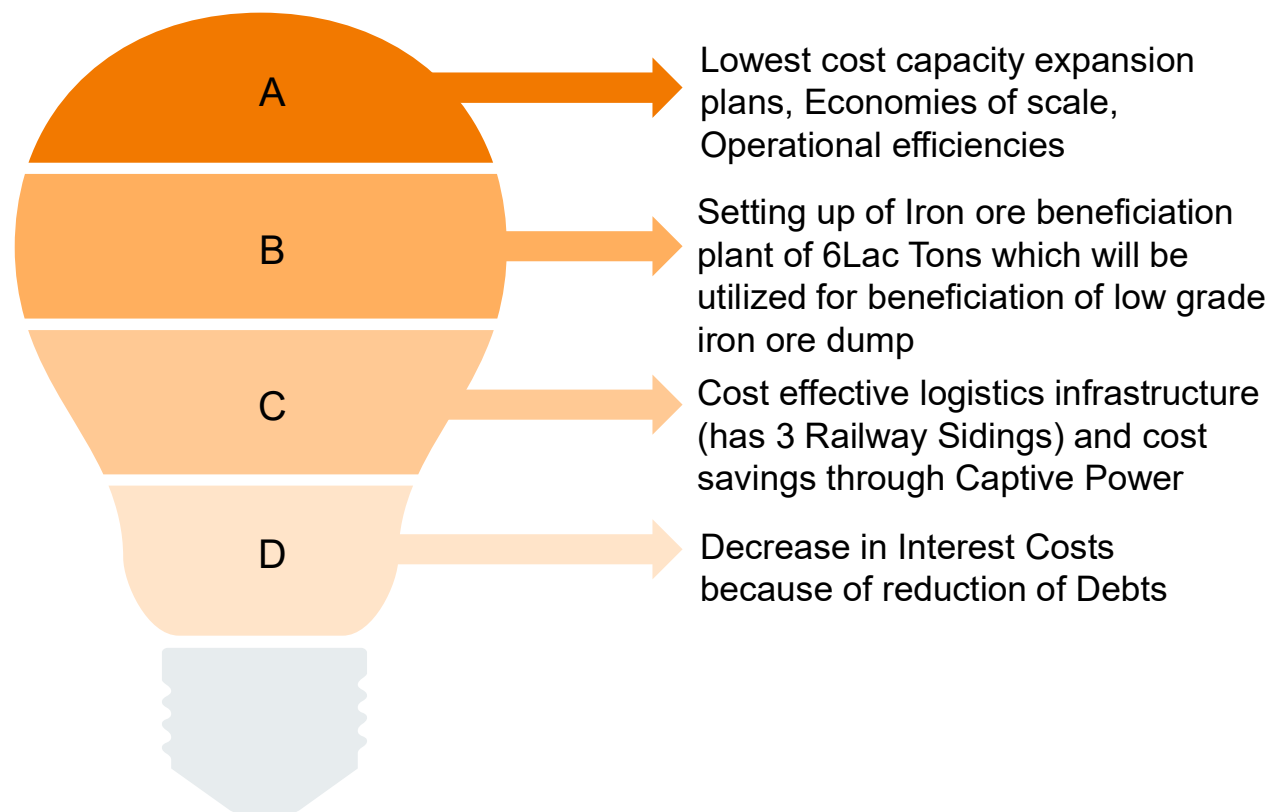 A
Lowest cost capacity expansion
plans, Economies of scale,
Operational efficiencies
B
Setting up of Iron ore beneficiation
plant of 6Lac Tons which will be
utilized for beneficiation of low grade
iron ore dump
C
Cost effective logistics infrastructure
(has 3 Railway Sidings) and cost
savings through Captive Power
D
Decrease in Interest Costs
because of reduction of Debts